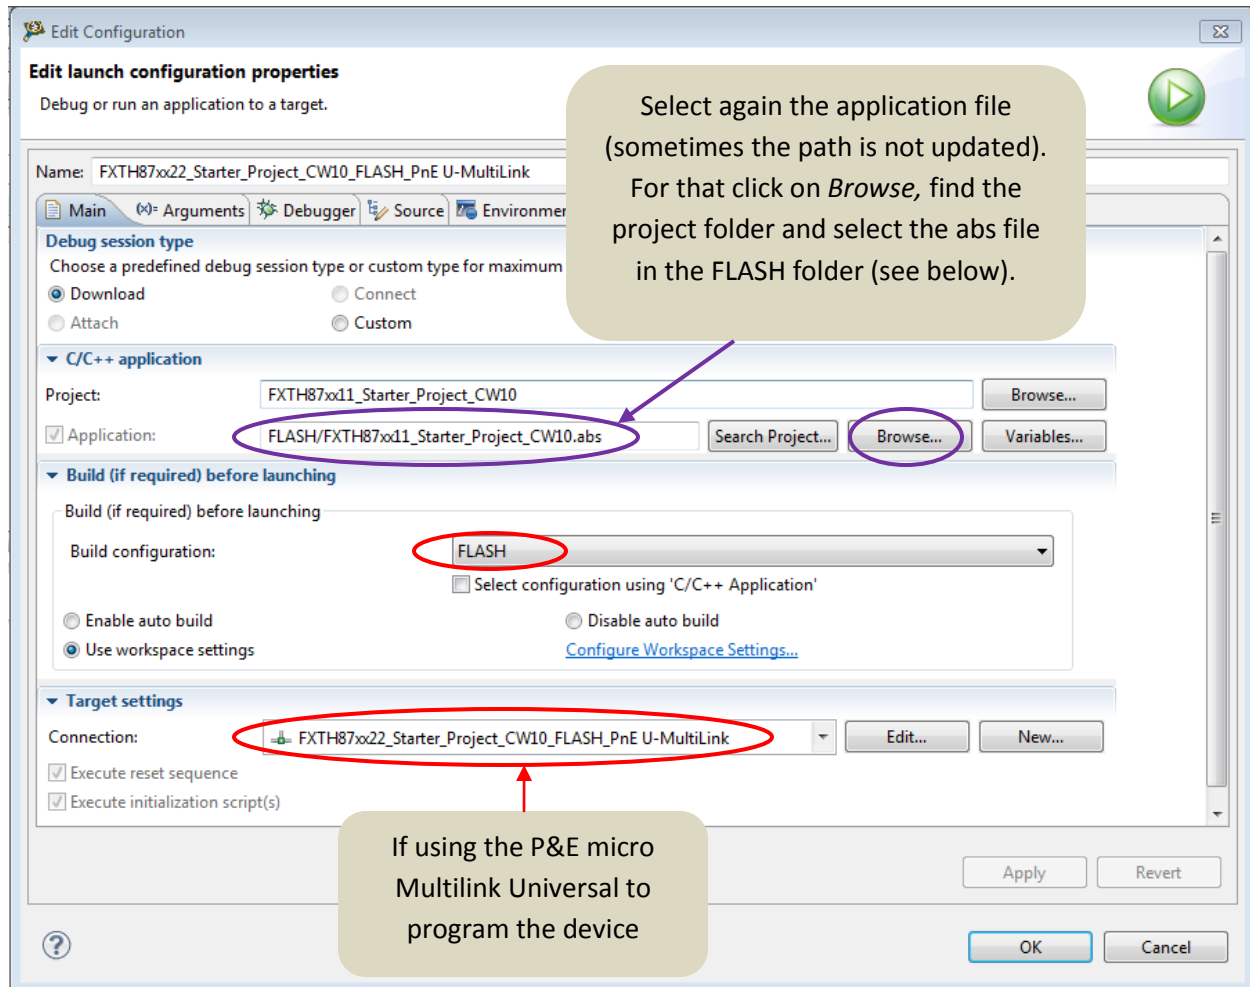 Edit Configuration
Edit launch configuration properties
Debug or run an application to a target.
Select again the application file
(sometimes the path is not updated).
For that click on Browse, find the
project folder and select the abs file
in the FLASH folder (see below).
Name: FXTH87xx22_Starter_Project_CW10_FLASH_PnE U-MultiLink
Main (x)= Arguments Debugger Source Environmen
Debug session type
Choose a predefined debug session type or custom type for maximum
Download Connect
Attach Custom
C/C++ application
Project: FXTH87xx11_Starter_Project_CW10 Browse...
Application: FLASH/FXTH87xx11_Starter_Project_CW10.abs Search Project... Browse... Variables...
Build (if required) before launching
Build (if required) before launching
Build configuration: FLASH
Select configuration using 'C/C++ Application'
Enable auto build Disable auto build
Use workspace settings Configure Workspace Settings...
Target settings
Connection: FXTH87xx22_Starter_Project_CW10_FLASH_PnE U-MultiLink Edit... New...
Execute reset sequence
Execute initialization script(s)
If using the P&E micro
Multilink Universal to
program the device
Apply Revert
OK Cancel